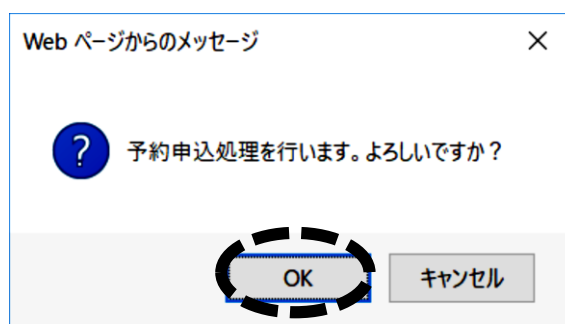 Web ページからのメッセージ
予約申込処理を行います。よろしいですか？
OK
キャンセル